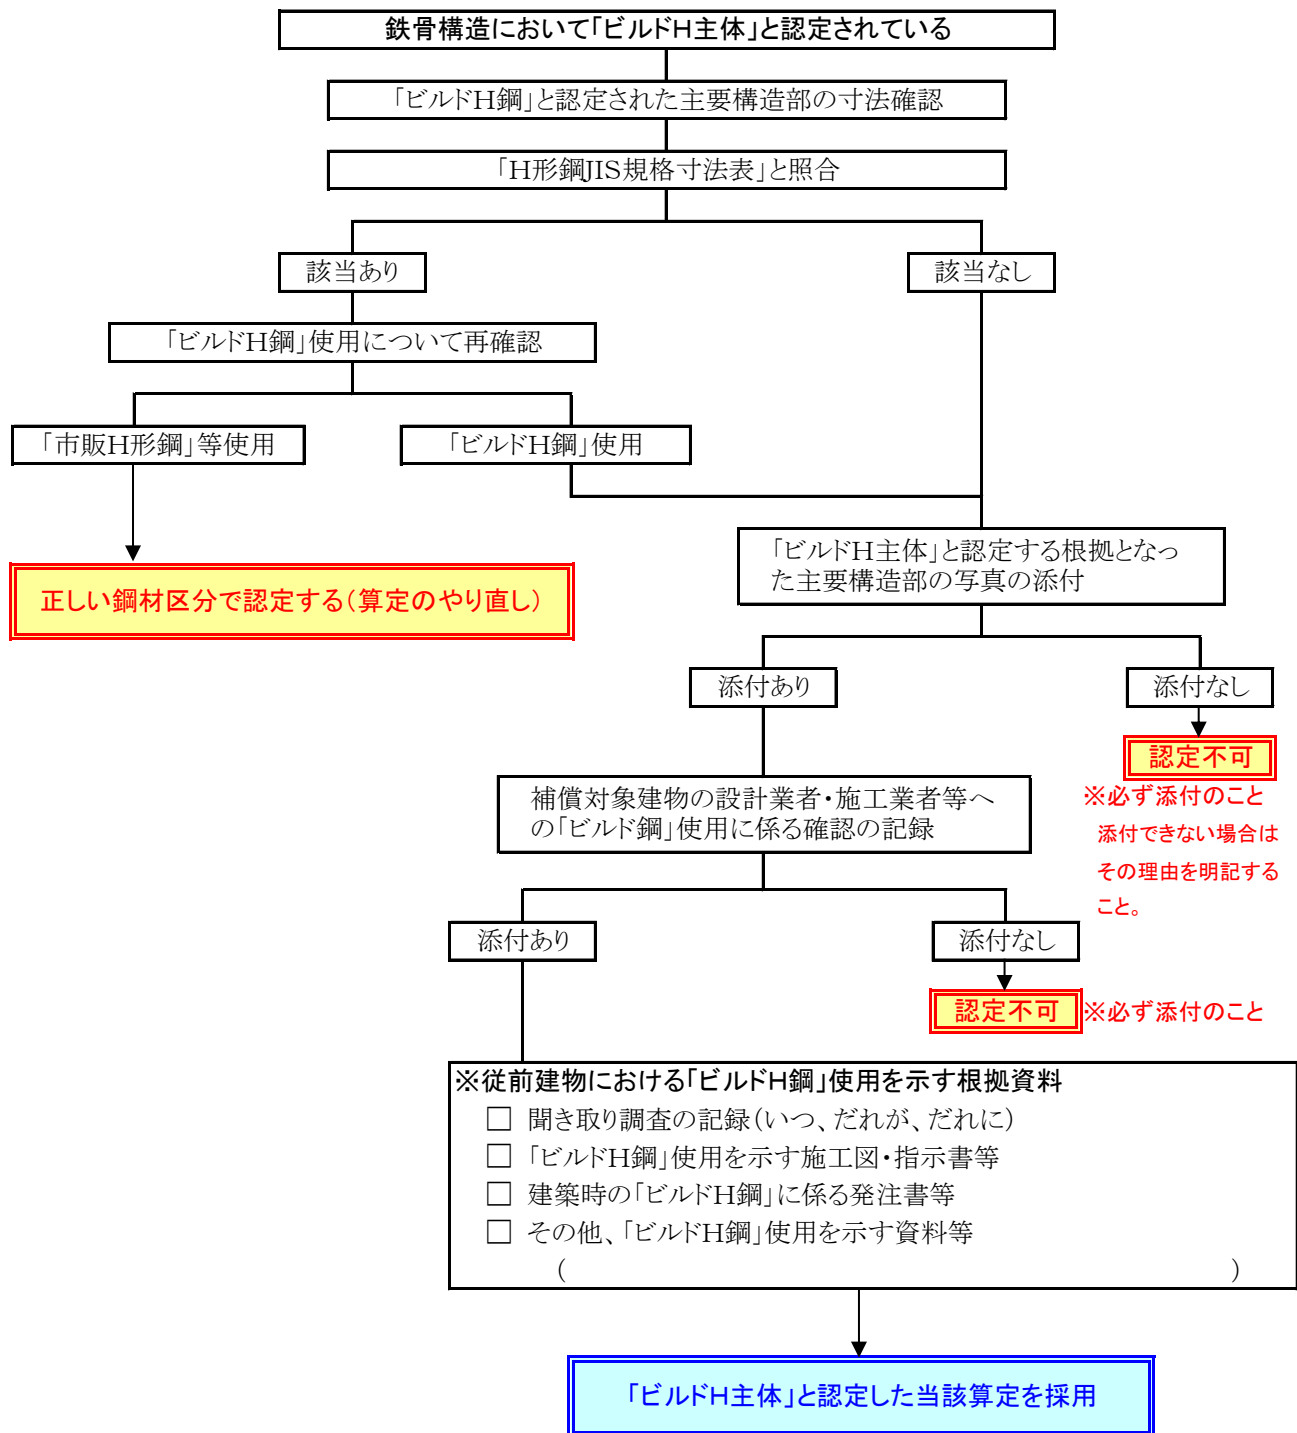 鉄骨構造において「ビルドH主体」と認定されている
「ビルドH鋼」と認定された主要構造部の寸法確認
「H形鋼JIS規格寸法表」と照合
該当あり
該当なし
「ビルドH鋼」使用について再確認
「市販H形鋼」等使用
「ビルドH鋼」使用
「ビルドH主体」と認定する根拠となっ
た主要構造部の写真の添付
正しい鋼材区分で認定する(算定のやり直し)
添付あり
添付なし
認定不可
※必ず添付のこと
添付できない場合は
その理由を明記する
こと。
補償対象建物の設計業者・施工業者等へ
の「ビルド鋼」使用に係る確認の記録
添付あり
添付なし
認定不可
※必ず添付のこと
※従前建物における「ビルドH鋼」使用を示す根拠資料
□ 聞き取り調査の記録(いつ、だれが、だれに)
□ 「ビルドH鋼」使用を示す施工図・指示書等
□ 建築時の「ビルドH鋼」に係る発注書等
□ その他、「ビルドH鋼」使用を示す資料等
( )
「ビルドH主体」と認定した当該算定を採用